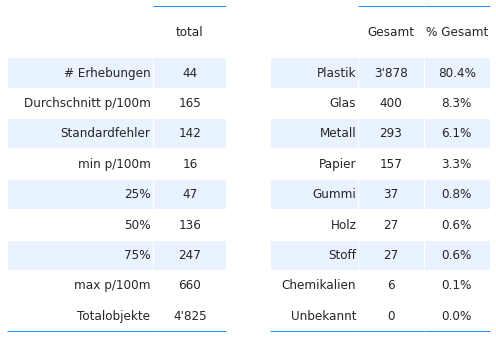 total
# Erhebungen 44
Durchschnitt p/100m 165
Standardfehler 142
min p/100m 16
25% 47
50% 136
75% 247
max p/100m 660
Totalobjekte 4'825
Gesamt % Gesamt
Plastik 3'878 80.4%
Glas 400 8.3%
Metall 293 6.1%
Papier 157 3.3%
Gummi 37 0.8%
Holz 27 0.6%
Stoff 27 0.6%
Chemikalien 6 0.1%
Unbekannt 0 0.0%